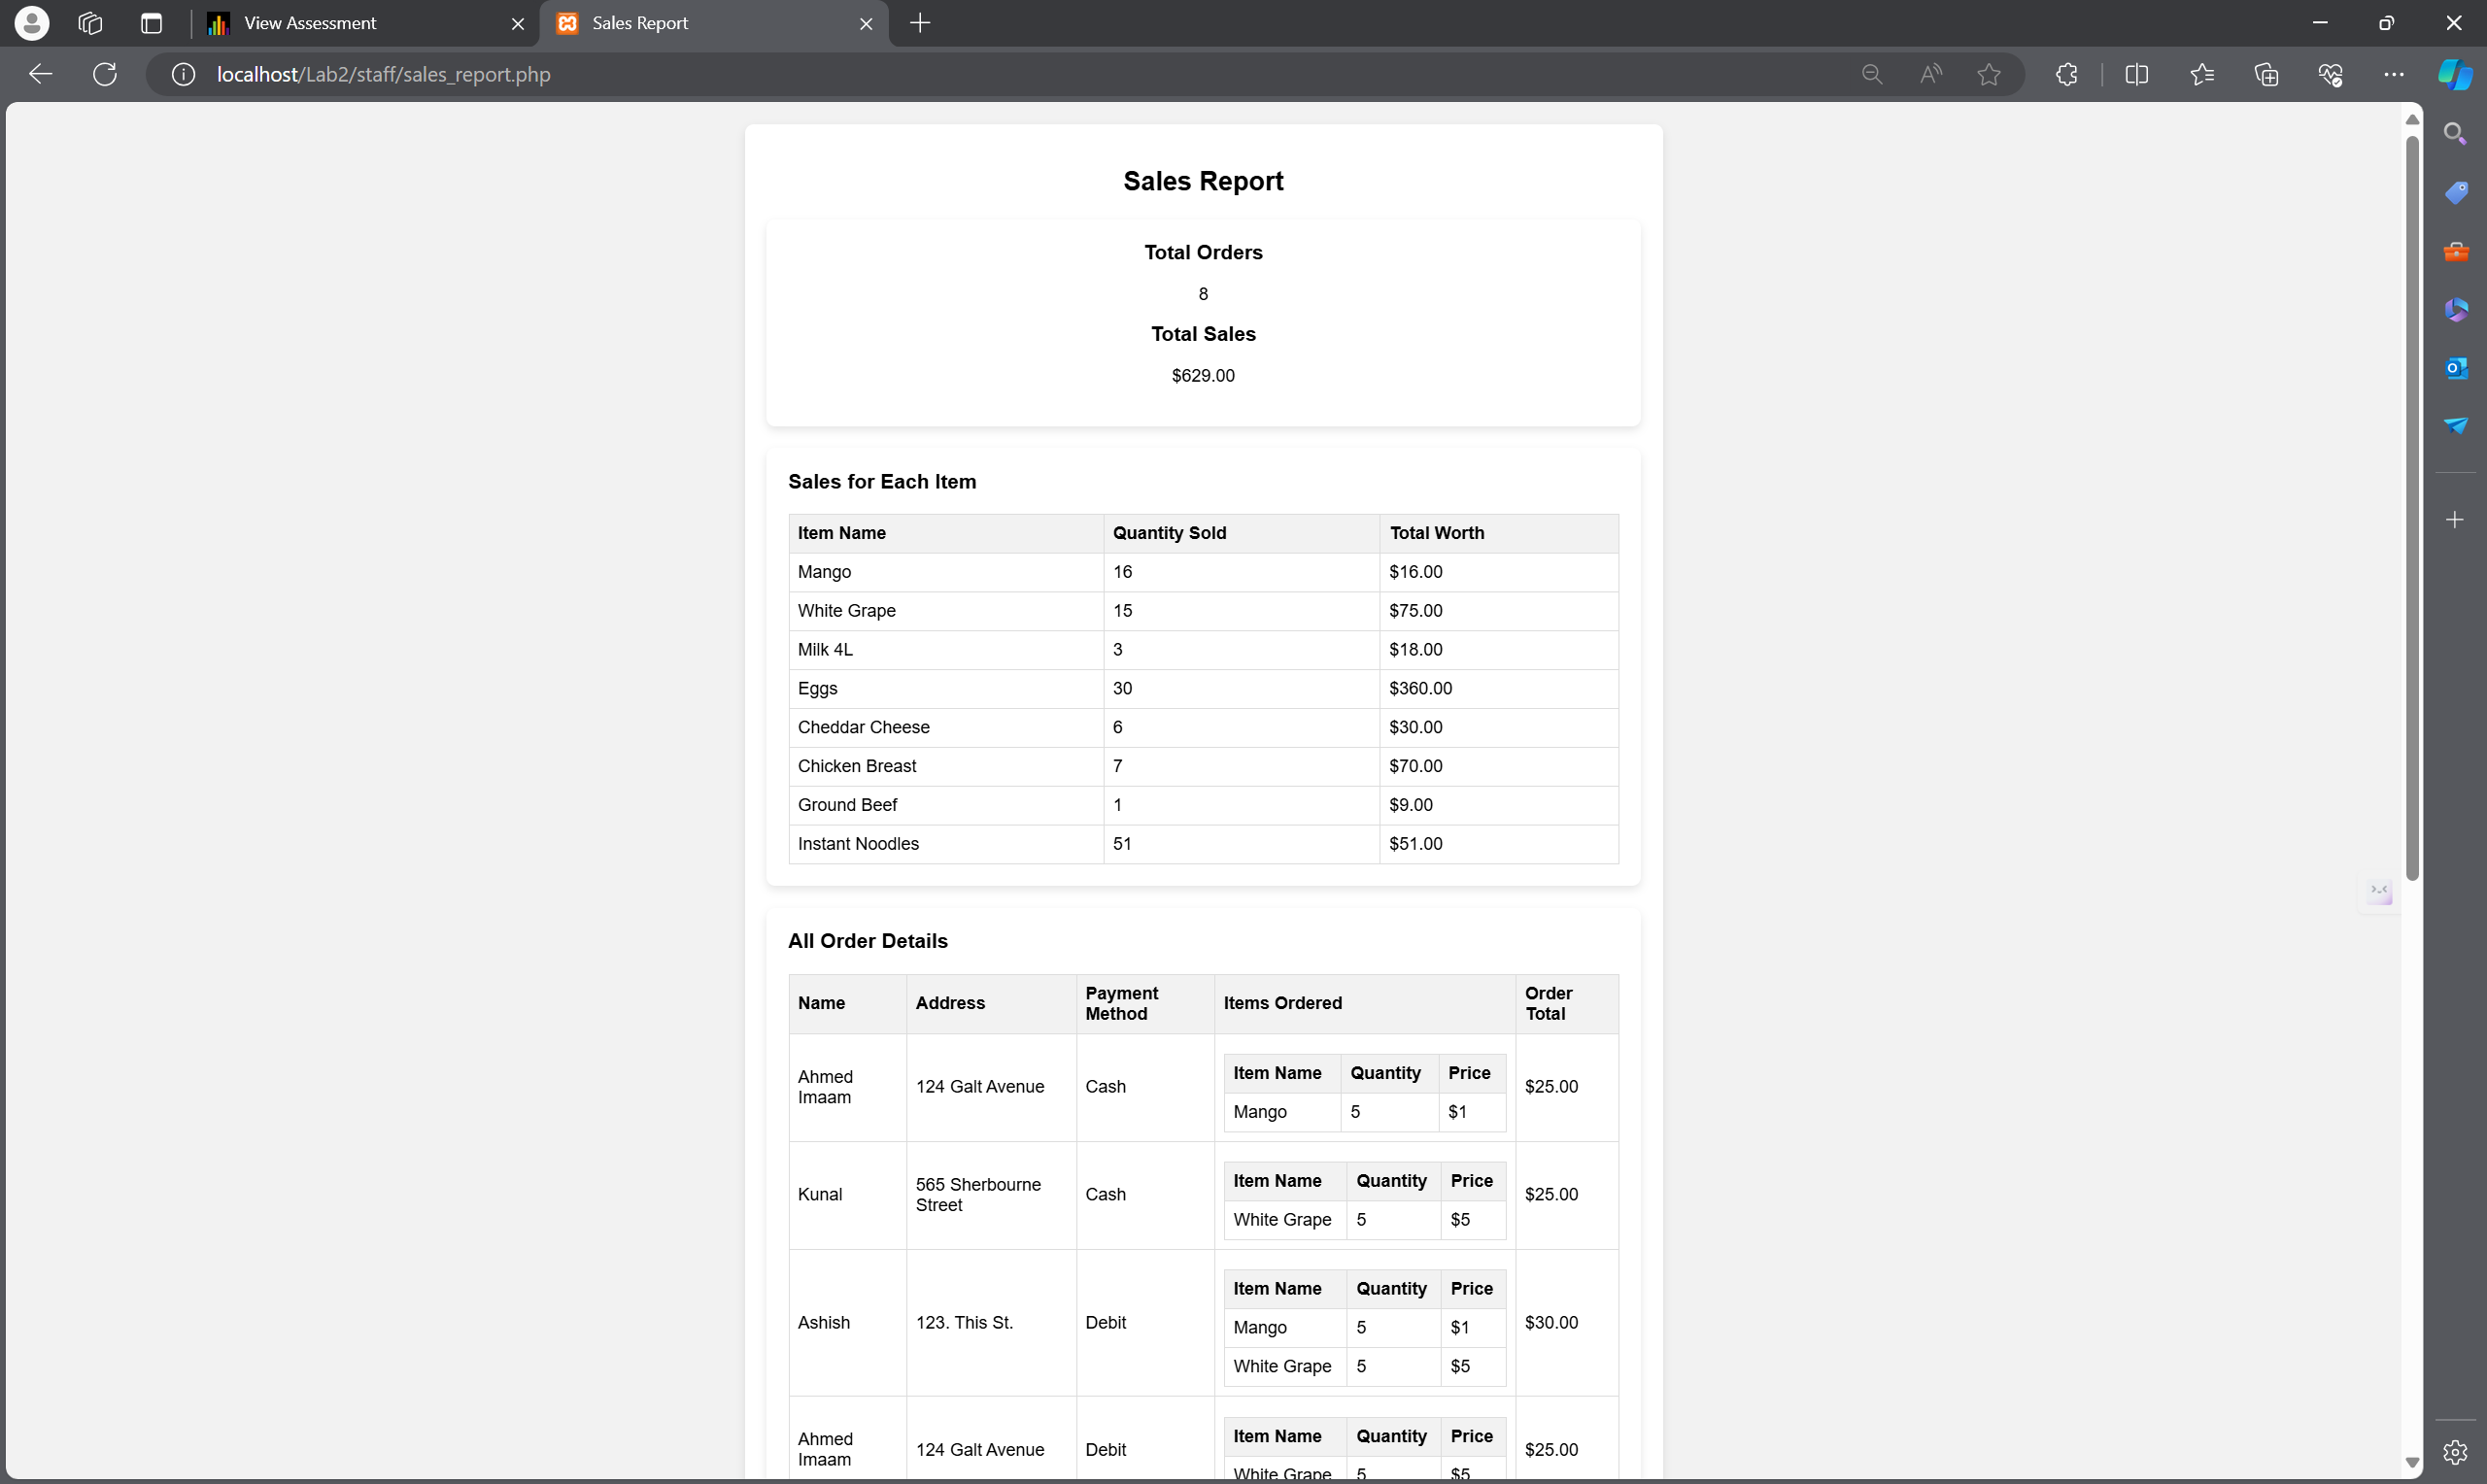 View Assessment
Sales Report
localhost/Lab2/staff/sales_report.php
Sales Report
Total Orders
8
Total Sales
$629.00
Sales for Each Item
Item Name Quantity Sold Total Worth
Mango 16 $16.00
White Grape 15 $75.00
Milk 4L 3 $18.00
Eggs 30 $360.00
Cheddar Cheese 6 $30.00
Chicken Breast 7 $70.00
Ground Beef 1 $9.00
Instant Noodles 51 $51.00
All Order Details
Name Address Payment Method Items Ordered Order Total
Ahmed Imaam 124 Galt Avenue Cash
Item Name Quantity Price
Mango 5 $1
$25.00
Kunal 565 Sherbourne Street Cash
Item Name Quantity Price
White Grape 5 $5
$25.00
Ashish 123. This St. Debit
Item Name Quantity Price
Mango 5 $1
White Grape 5 $5
$30.00
Ahmed Imaam 124 Galt Avenue Debit
Item Name Quantity Price
White Grape 5 $5
$25.00